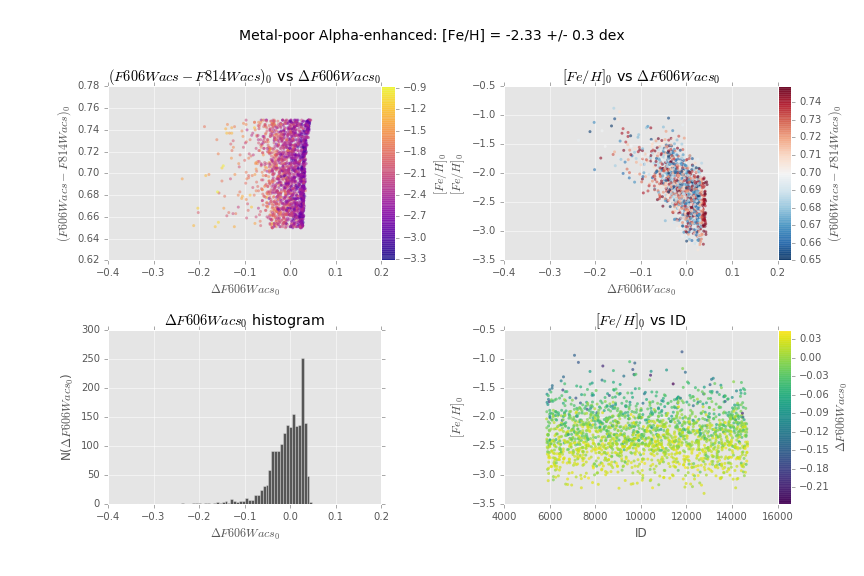 Metal-poor Alpha-enhanced: [Fe/H] = -2.33 +/- 0.3 dex
(F606Wacs−F814Wacs)₀ vs ΔF606Wacs₀
0.78
0.76
0.74
0.72
0.70
0.68
0.66
0.64
0.62
(F606Wacs−F814Wacs)₀
−0.4 −0.3 −0.2 −0.1 0.0 0.1 0.2
ΔF606Wacs₀
−0.9
−1.2
−1.5
−1.8
−2.1
−2.4
−2.7
−3.0
−3.3
[Fe/H]₀
[Fe/H]₀ vs ΔF606Wacs₀
−0.5
−1.0
−1.5
−2.0
−2.5
−3.0
−3.5
[Fe/H]₀
−0.4 −0.3 −0.2 −0.1 0.0 0.1 0.2
ΔF606Wacs₀
0.74
0.73
0.72
0.71
0.70
0.69
0.68
0.67
0.66
0.65
(F606Wacs−F814Wacs)₀
ΔF606Wacs₀ histogram
300
250
200
150
100
50
0
N(ΔF606Wacs₀)
−0.4 −0.3 −0.2 −0.1 0.0 0.1 0.2
ΔF606Wacs₀
[Fe/H]₀ vs ID
−0.5
−1.0
−1.5
−2.0
−2.5
−3.0
−3.5
[Fe/H]₀
4000 6000 8000 10000 12000 14000 16000
ID
0.03
0.00
−0.03
−0.06
−0.09
−0.12
−0.15
−0.18
−0.21
ΔF606Wacs₀